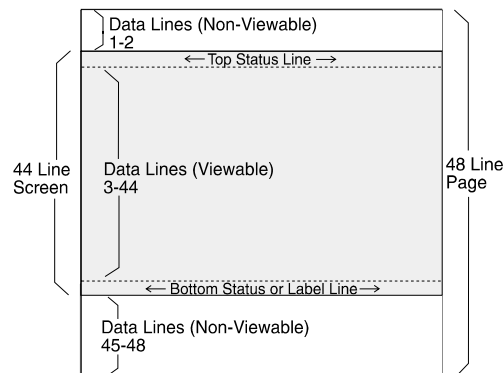 Data Lines (Non-Viewable)
1-2
← Top Status Line →
44 Line
Screen
Data Lines (Viewable)
3-44
48 Line
Page
← Bottom Status or Label Line →
Data Lines (Non-Viewable)
45-48